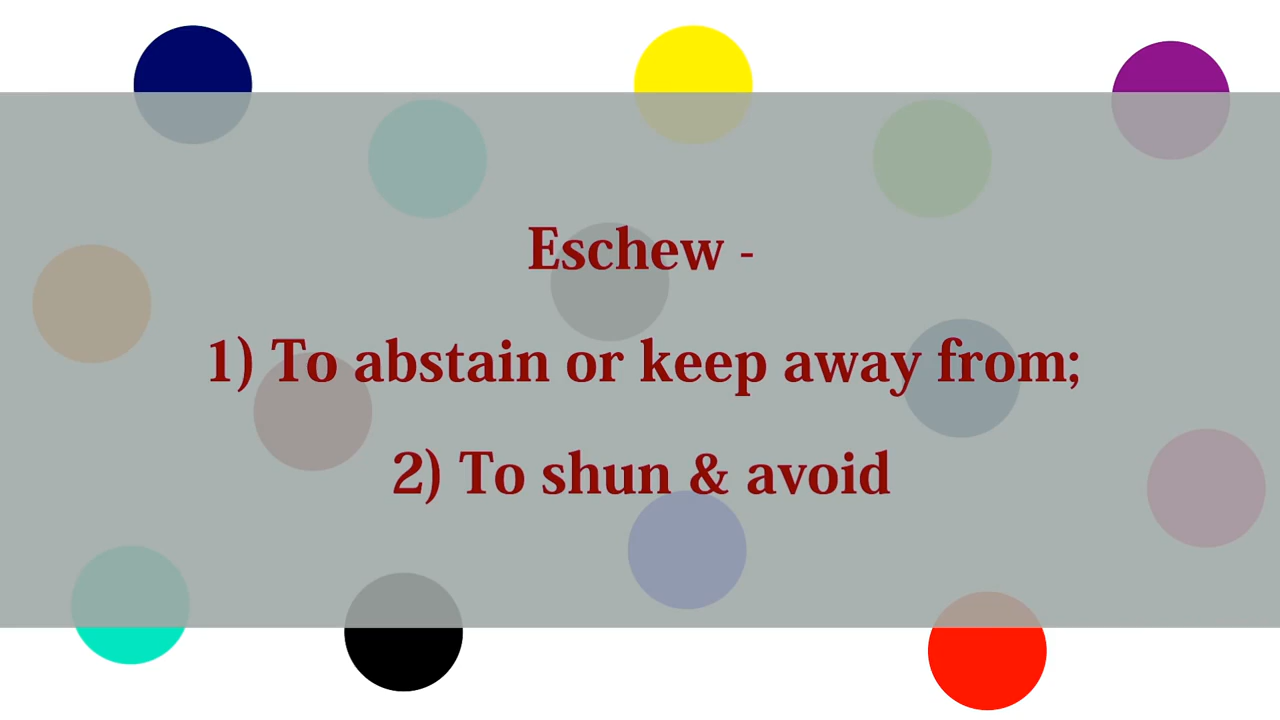 Eschew -
1) To abstain or keep away from;
2) To shun & avoid